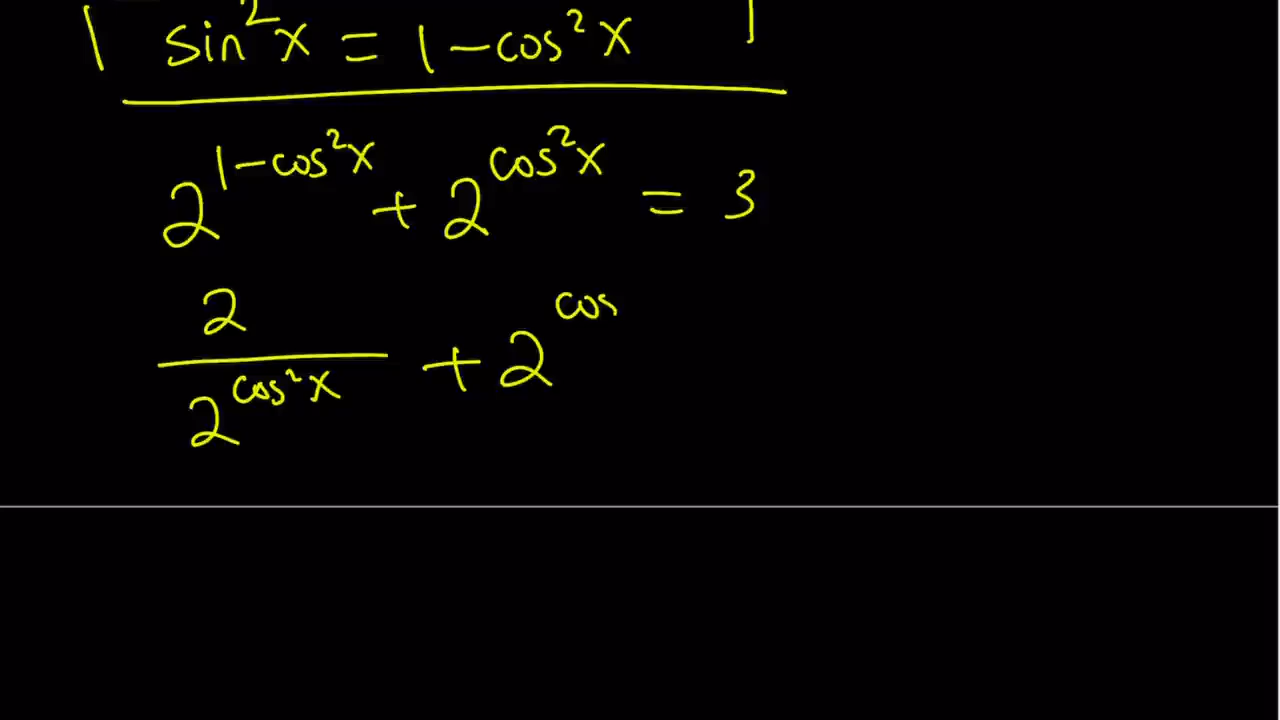 sin²x = 1 - cos²x
2^(1-cos²x) + 2^(cos²x) = 3
2/2^(cos²x) + 2^(cos